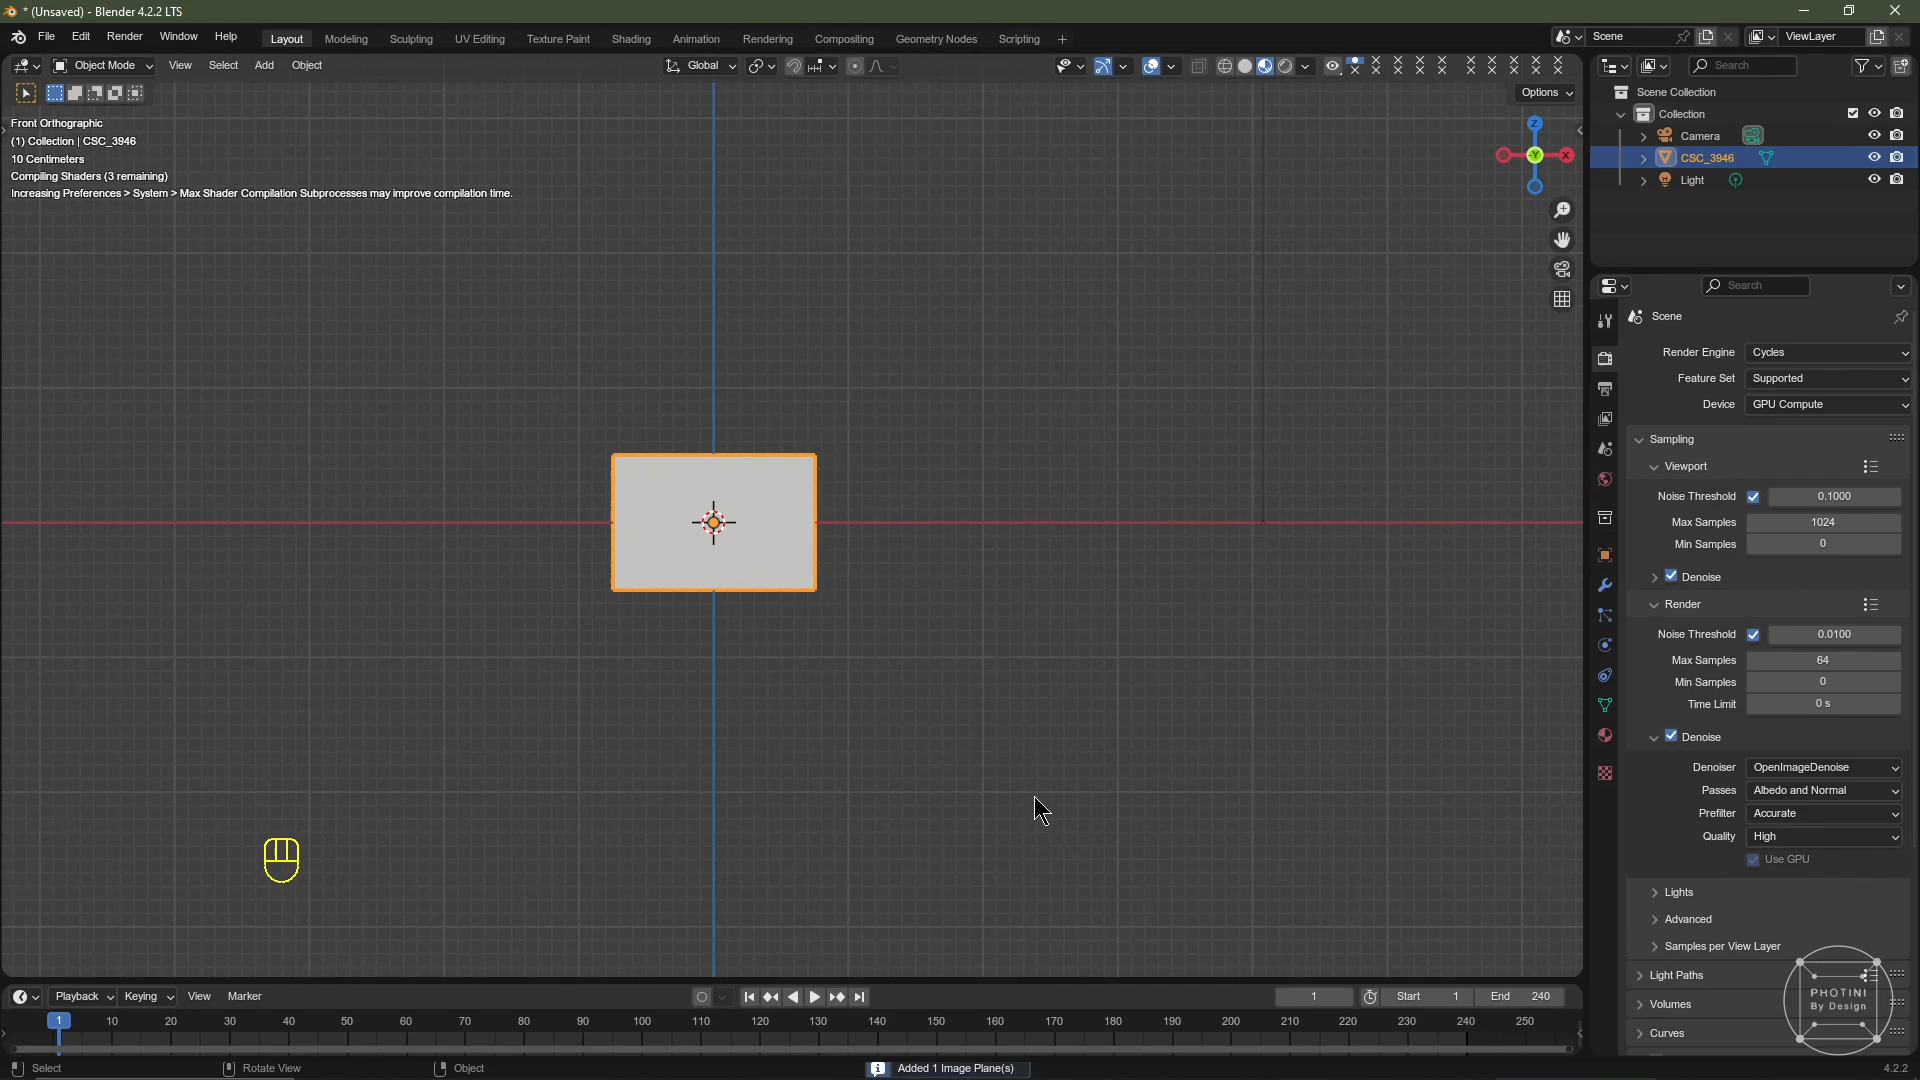 * (Unsaved) - Blender 4.2.2 LTS
File Edit Render Window Help Layout Modeling Sculpting UV Editing Texture Paint Shading Animation Rendering Compositing Geometry Nodes Scripting + Scene ViewLayer
Object Mode View Select Add Object Global Search
Options
Front Orthographic
(1) Collection | CSC_3946
10 Centimeters
Compiling Shaders (3 remaining)
Increasing Preferences > System > Max Shader Compilation Subprocesses may improve compilation time.
Z
-Y
X
Scene Collection
Collection
Camera
CSC_3946
Light
Search
Scene
Render Engine Cycles
Feature Set Supported
Device GPU Compute
Sampling
Viewport
Noise Threshold 0.1000
Max Samples 1024
Min Samples 0
Denoise
Render
Noise Threshold 0.0100
Max Samples 64
Min Samples 0
Time Limit 0 s
Denoise
Denoiser OpenImageDenoise
Passes Albedo and Normal
Prefilter Accurate
Quality High
Use GPU
Lights
Advanced
Samples per View Layer
Light Paths
Volumes
Curves
PHOTINI
By Design
Playback Keying View Marker 1 Start 1 End 240
1 10 20 30 40 50 60 70 80 90 100 110 120 130 140 150 160 170 180 190 200 210 220 230 240 250
Select Rotate View Object Added 1 Image Plane(s) 4.2.2